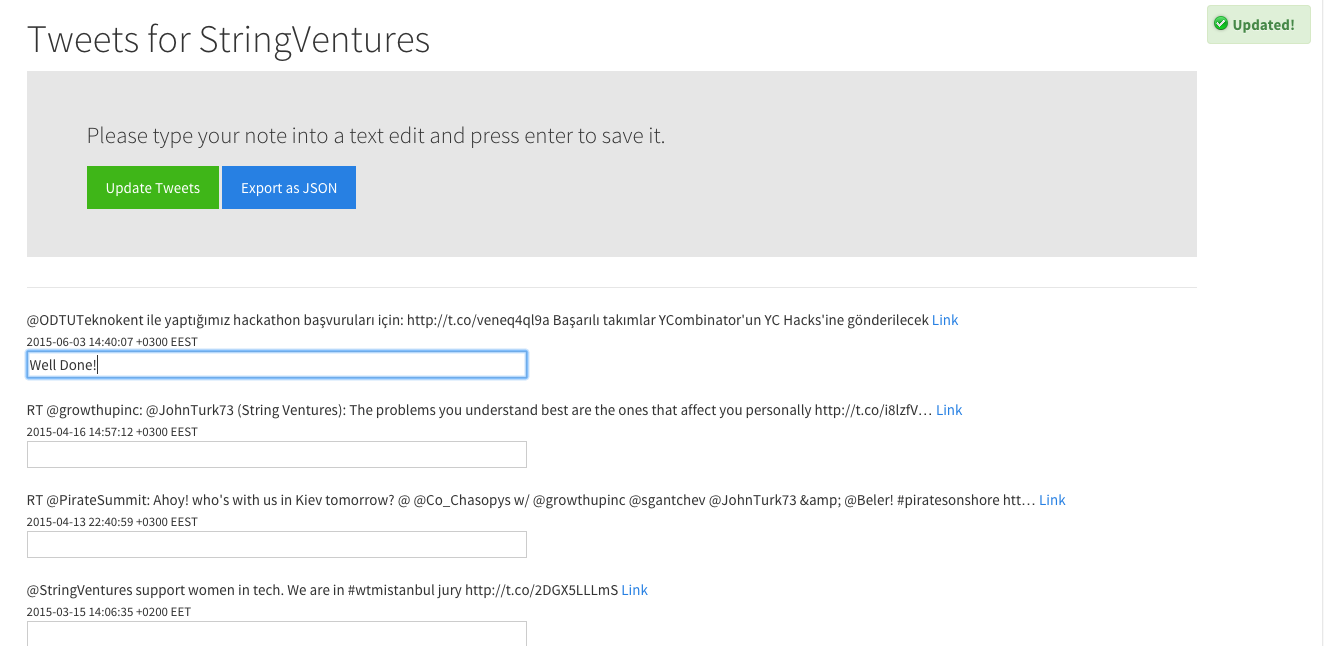 Tweets for StringVentures
Updated!
Please type your note into a text edit and press enter to save it.
Update Tweets
Export as JSON
@ODTUTeknokent ile yaptığımız hackathon başvuruları için: http://t.co/veneq4ql9a Başarılı takımlar YCombinator'un YC Hacks'ine gönderilecek Link
2015-06-03 14:40:07 +0300 EEST
Well Done!
RT @growthupinc: @JohnTurk73 (String Ventures): The problems you understand best are the ones that affect you personally http://t.co/i8lzfV… Link
2015-04-16 14:57:12 +0300 EEST
RT @PirateSummit: Ahoy! who's with us in Kiev tomorrow? @ @Co_Chasopys w/ @growthupinc @sgantchev @JohnTurk73 &amp; @Beler! #piratesonshore htt… Link
2015-04-13 22:40:59 +0300 EEST
@StringVentures support women in tech. We are in #wtmistanbul jury http://t.co/2DGX5LLLmS Link
2015-03-15 14:06:35 +0200 EET